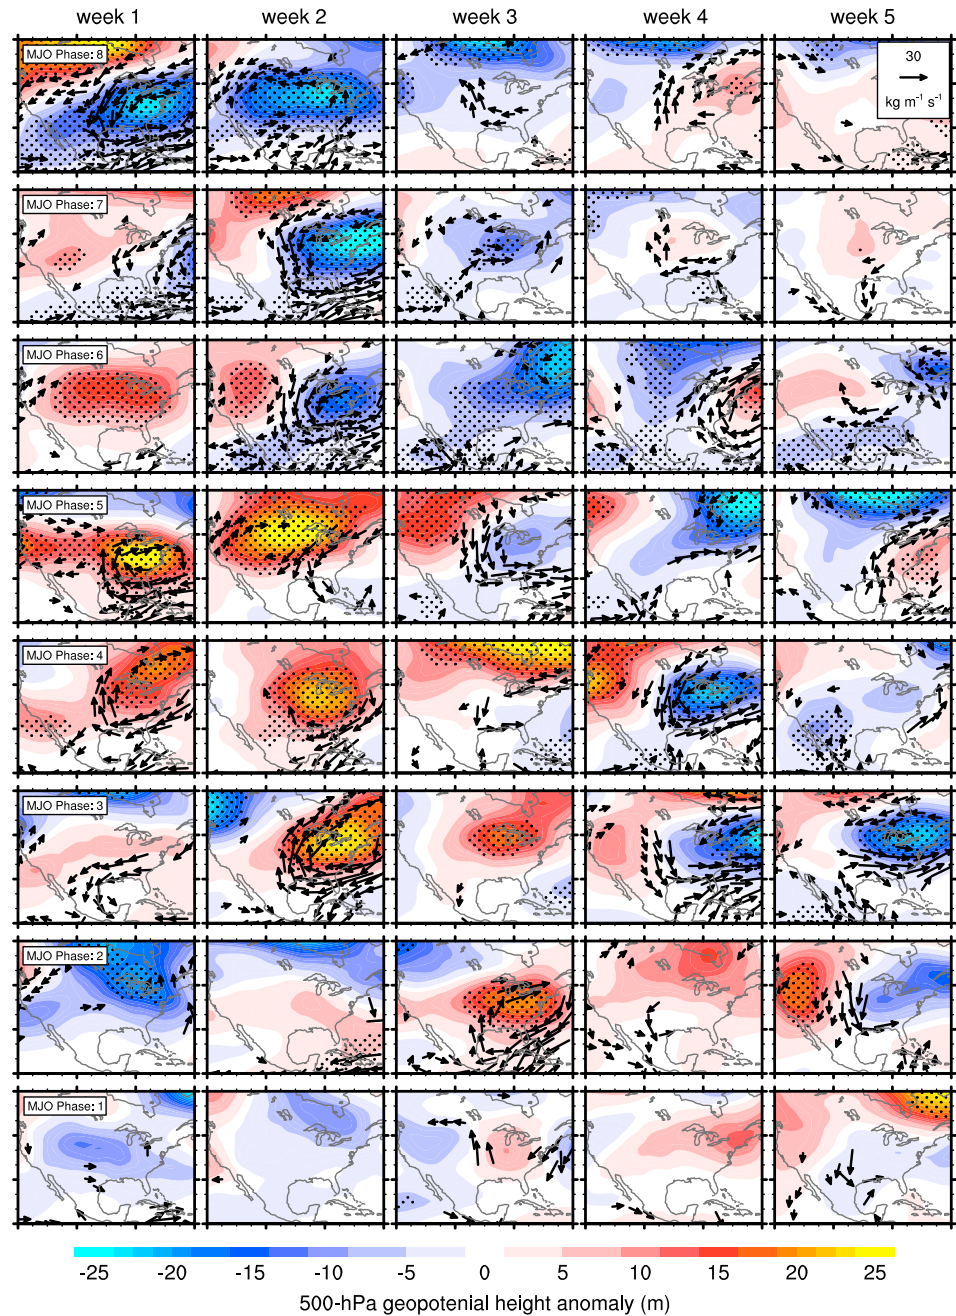 week 1 week 2 week 3 week 4 week 5
MJO Phase: 8
30
kg m⁻¹ s⁻¹
MJO Phase: 7
MJO Phase: 6
MJO Phase: 5
MJO Phase: 4
MJO Phase: 3
MJO Phase: 2
MJO Phase: 1
-25 -20 -15 -10 -5 0 5 10 15 20 25
500-hPa geopotenial height anomaly (m)